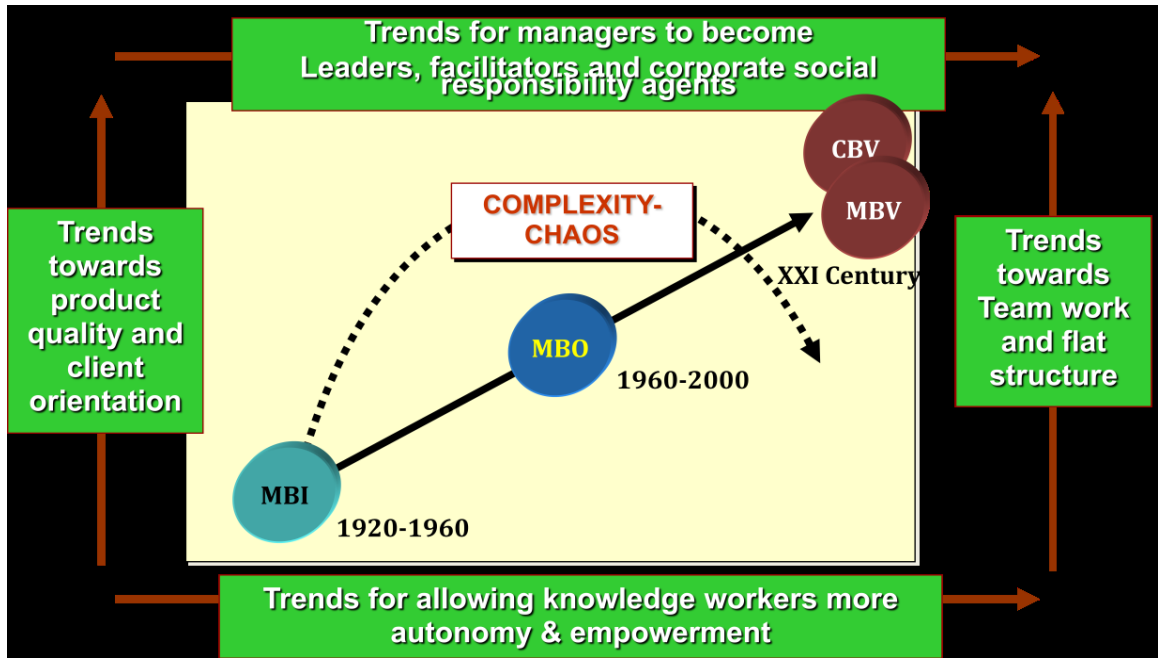 Trends for managers to become
Leaders, facilitators and corporate social
responsibility agents
CBV
MBV
COMPLEXITY-
CHAOS
XXI Century
Trends
towards
product
quality and
client
orientation
Trends
towards
Team work
and flat
structure
MBO
1960-2000
MBI
1920-1960
Trends for allowing knowledge workers more
autonomy & empowerment